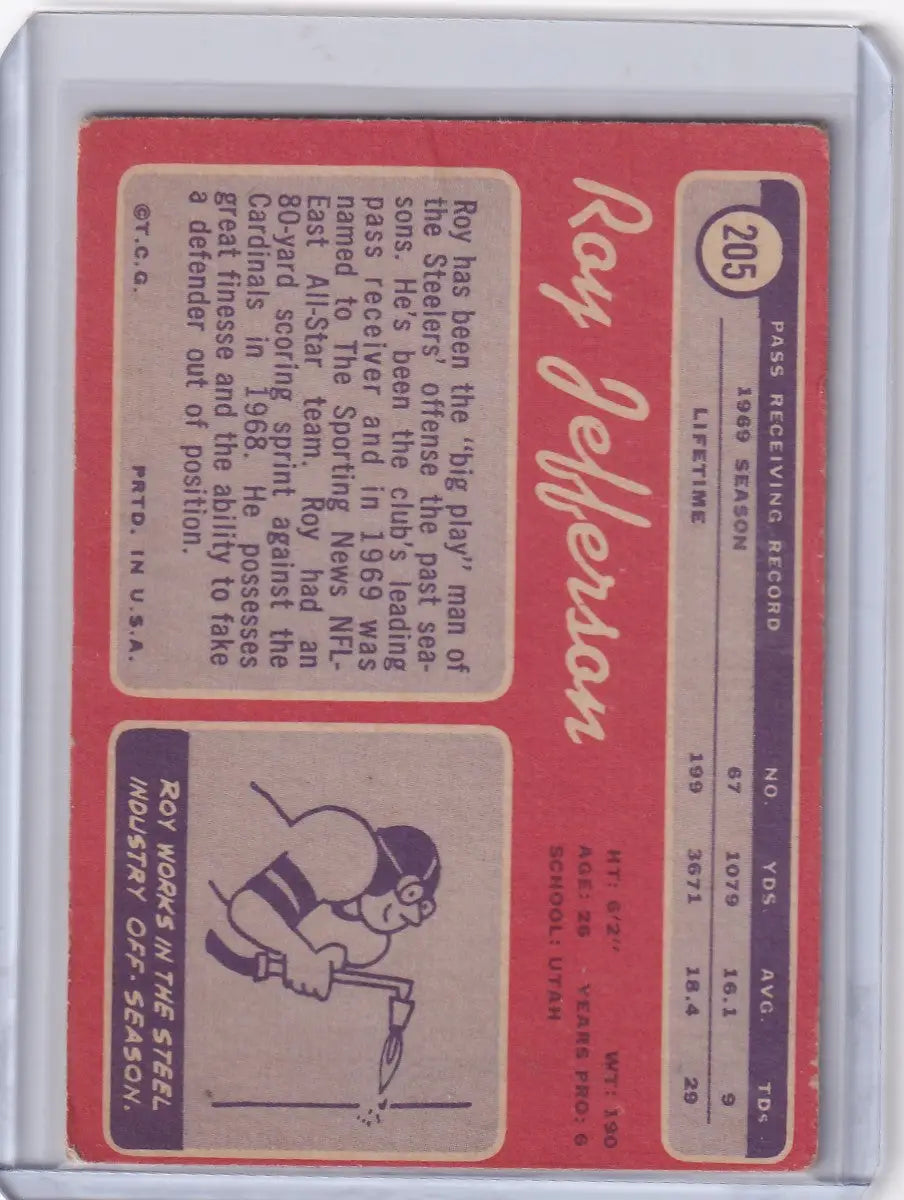 205
PASS RECEIVING RECORD NO. YDS. AVG. TDs
1969 SEASON 67 1079 16.1 9
LIFETIME 199 3671 18.4 29
Roy Jefferson
HT: 6'2" WT: 190
AGE: 26 YEARS PRO: 6
SCHOOL: UTAH
Roy has been the "big play" man of
the Steelers' offense the past sea-
sons. He's been the club's leading
pass receiver and in 1969 was
named to The Sporting News NFL-
East All-Star team. Roy had an
80-yard scoring sprint against the
Cardinals in 1968. He possesses
great finesse and the ability to fake
a defender out of position.
©T.C.G. PRTD. IN U.S.A.
ROY WORKS IN THE STEEL
INDUSTRY OFF-SEASON.